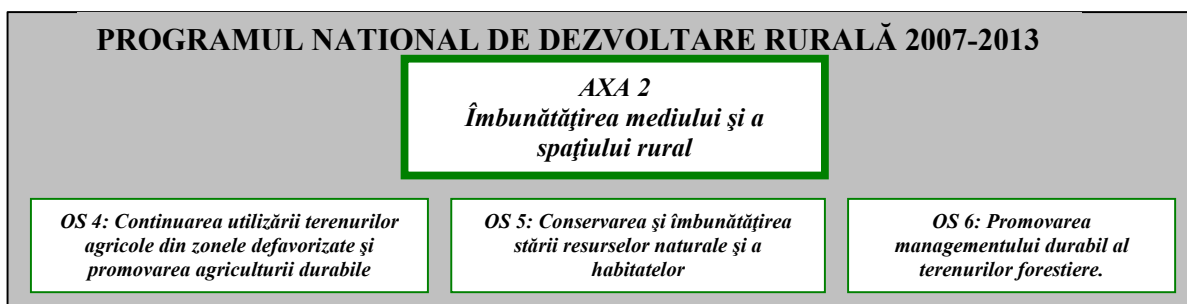 PROGRAMUL NATIONAL DE DEZVOLTARE RURALĂ 2007-2013
AXA 2
Îmbunătăţirea mediului şi a
spaţiului rural
OS 4: Continuarea utilizării terenurilor
agricole din zonele defavorizate şi
promovarea agriculturii durabile
OS 5: Conservarea şi îmbunătăţirea
stării resurselor naturale şi a
habitatelor
OS 6: Promovarea
managementului durabil al
terenurilor forestiere.